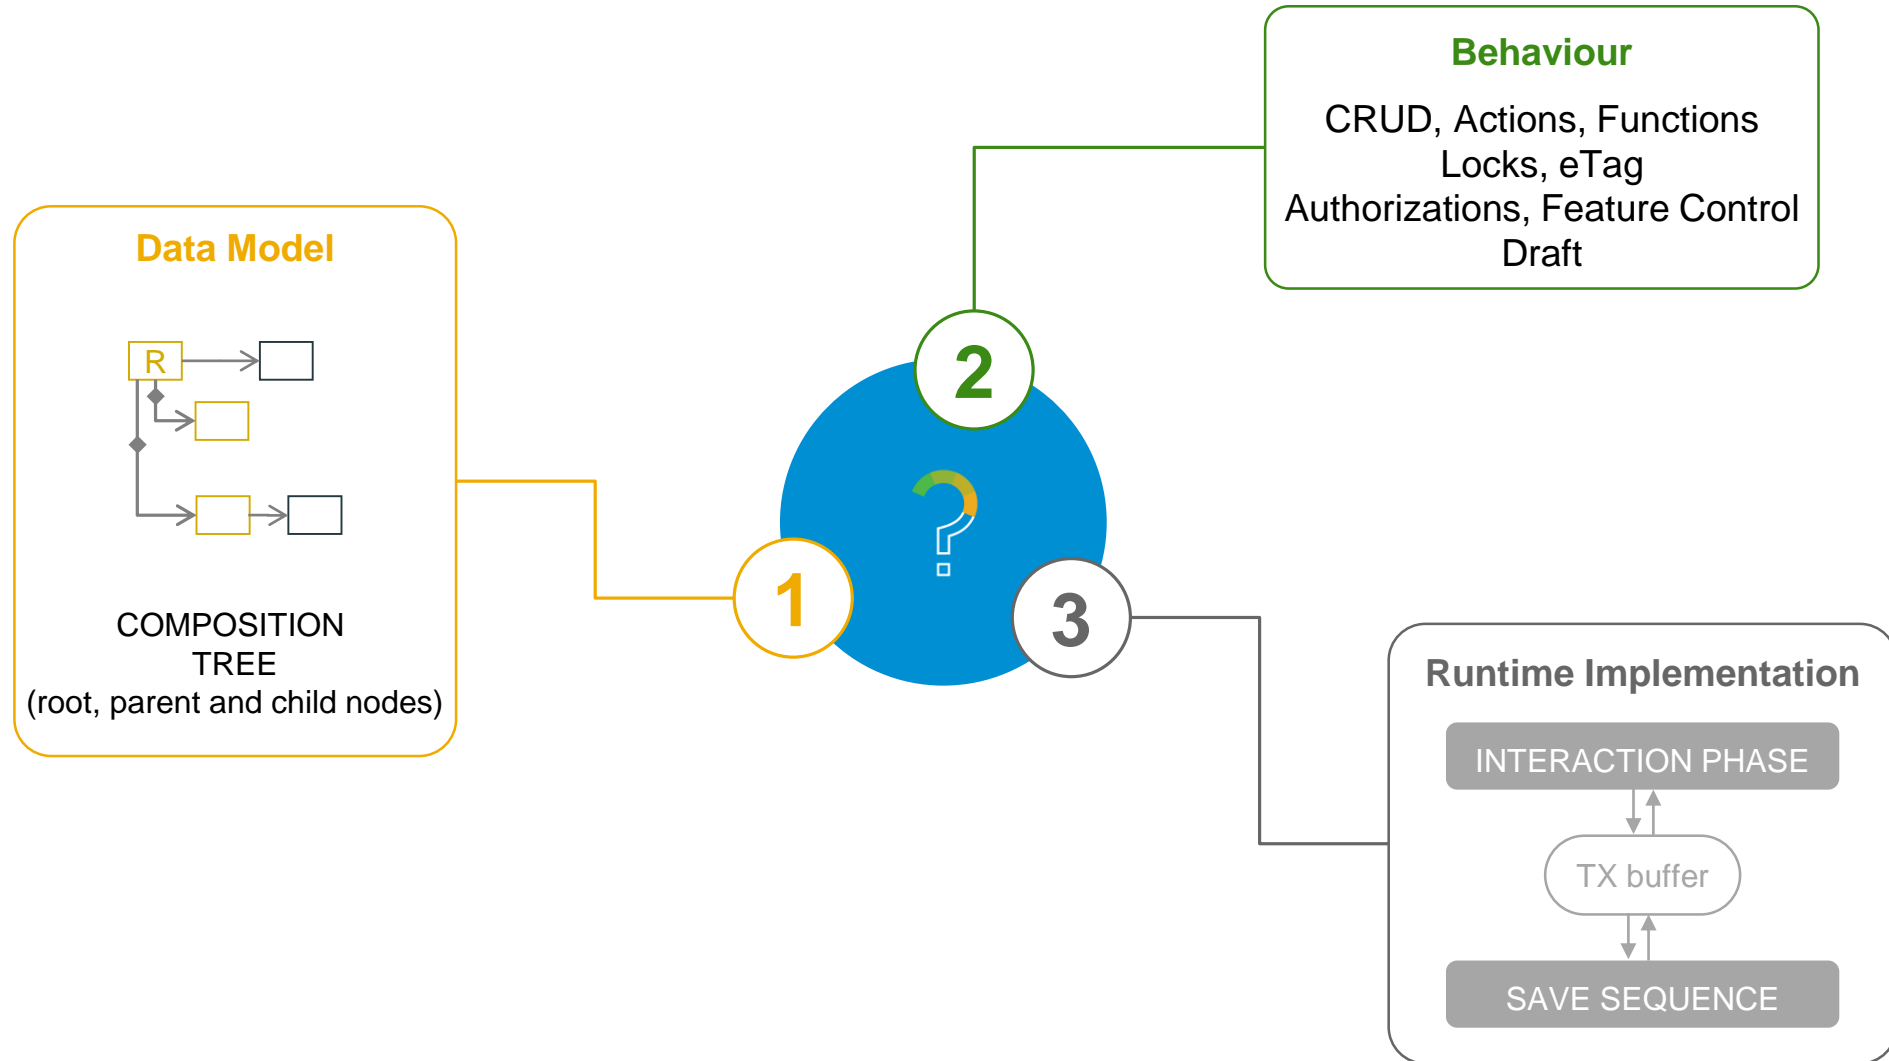 Data Model
R
COMPOSITION
TREE
(root, parent and child nodes)
1
2
Behaviour
CRUD, Actions, Functions
Locks, eTag
Authorizations, Feature Control
Draft
?
3
Runtime Implementation
INTERACTION PHASE
TX buffer
SAVE SEQUENCE